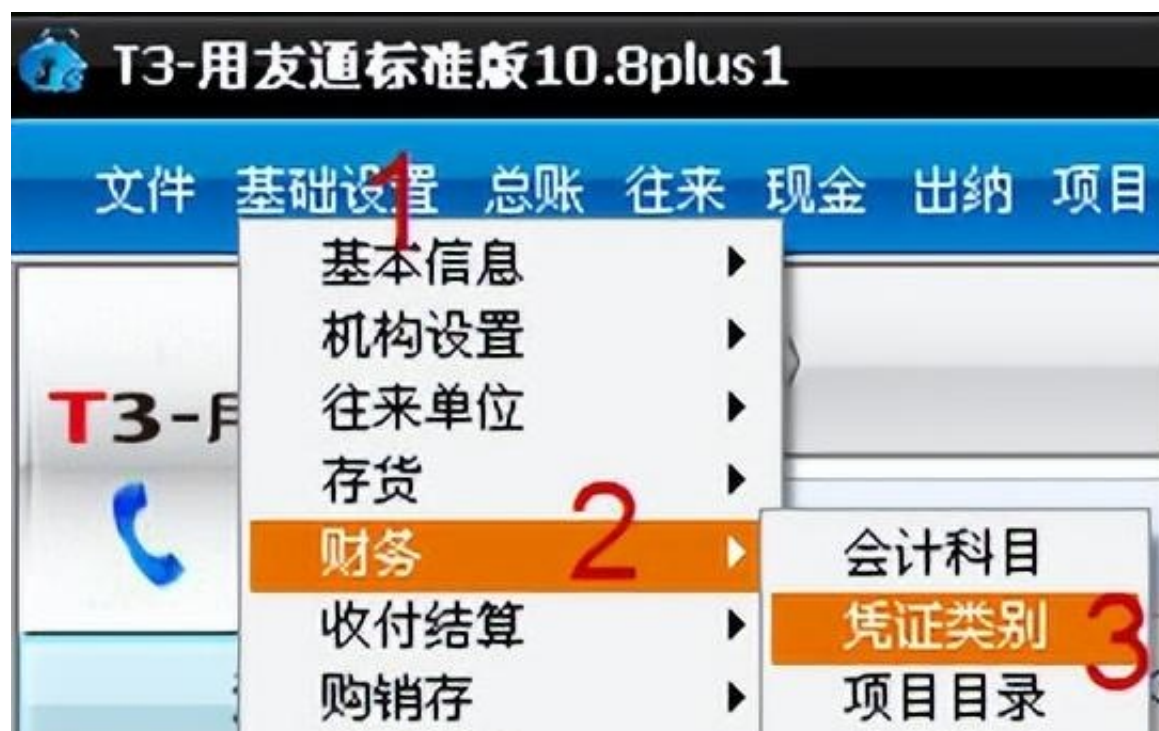 T3-用友通标准版10.8plus1
文件 基础设置 总账 往来 现金 出纳 项目
1
基本信息
机构设置
往来单位
T3-
存货
财务 2
会计科目
收付结算
凭证类别 3
购销存
项目目录